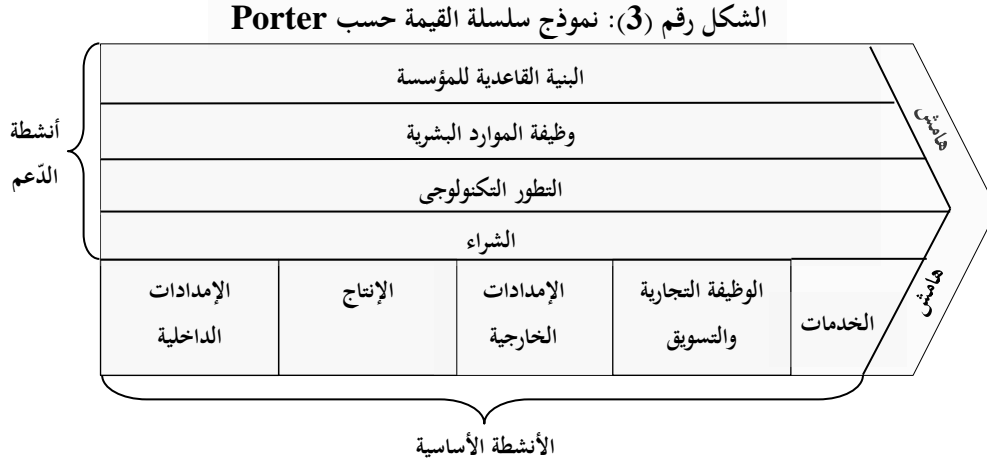 الشكل رقم (3): نموذج سلسلة القيمة حسب Porter
البنية القاعدية للمؤسسة
وظيفة الموارد البشرية
التطور التكنولوجى
الشراء
أنشطة
الدّعم
هامش
هامش
الإمدادات
الداخلية
الإنتاج
الإمدادات
الخارجية
الوظيفة التجارية
والتسويق
الخدمات
الأنشطة الأساسية